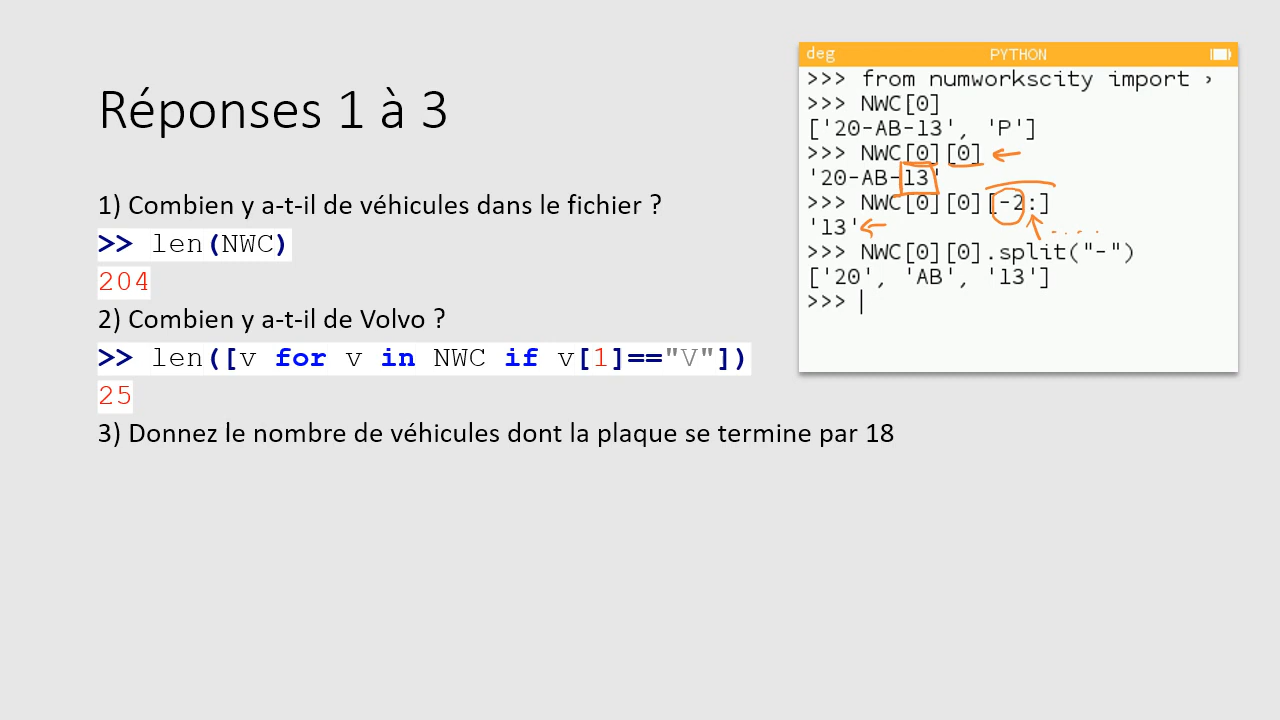 Réponses 1 à 3
1) Combien y a-t-il de véhicules dans le fichier ?
>> len(NWC)
204
2) Combien y a-t-il de Volvo ?
>> len([v for v in NWC if v[1]=="V"])
25
3) Donnez le nombre de véhicules dont la plaque se termine par 18
deg PYTHON
>>> from numworkscity import ›
>>> NWC[0]
['20-AB-13', 'P']
>>> NWC[0][0]
'20-AB-13'
>>> NWC[0][0][-2:]
'13'
>>> NWC[0][0].split("-")
['20', 'AB', '13']
>>>